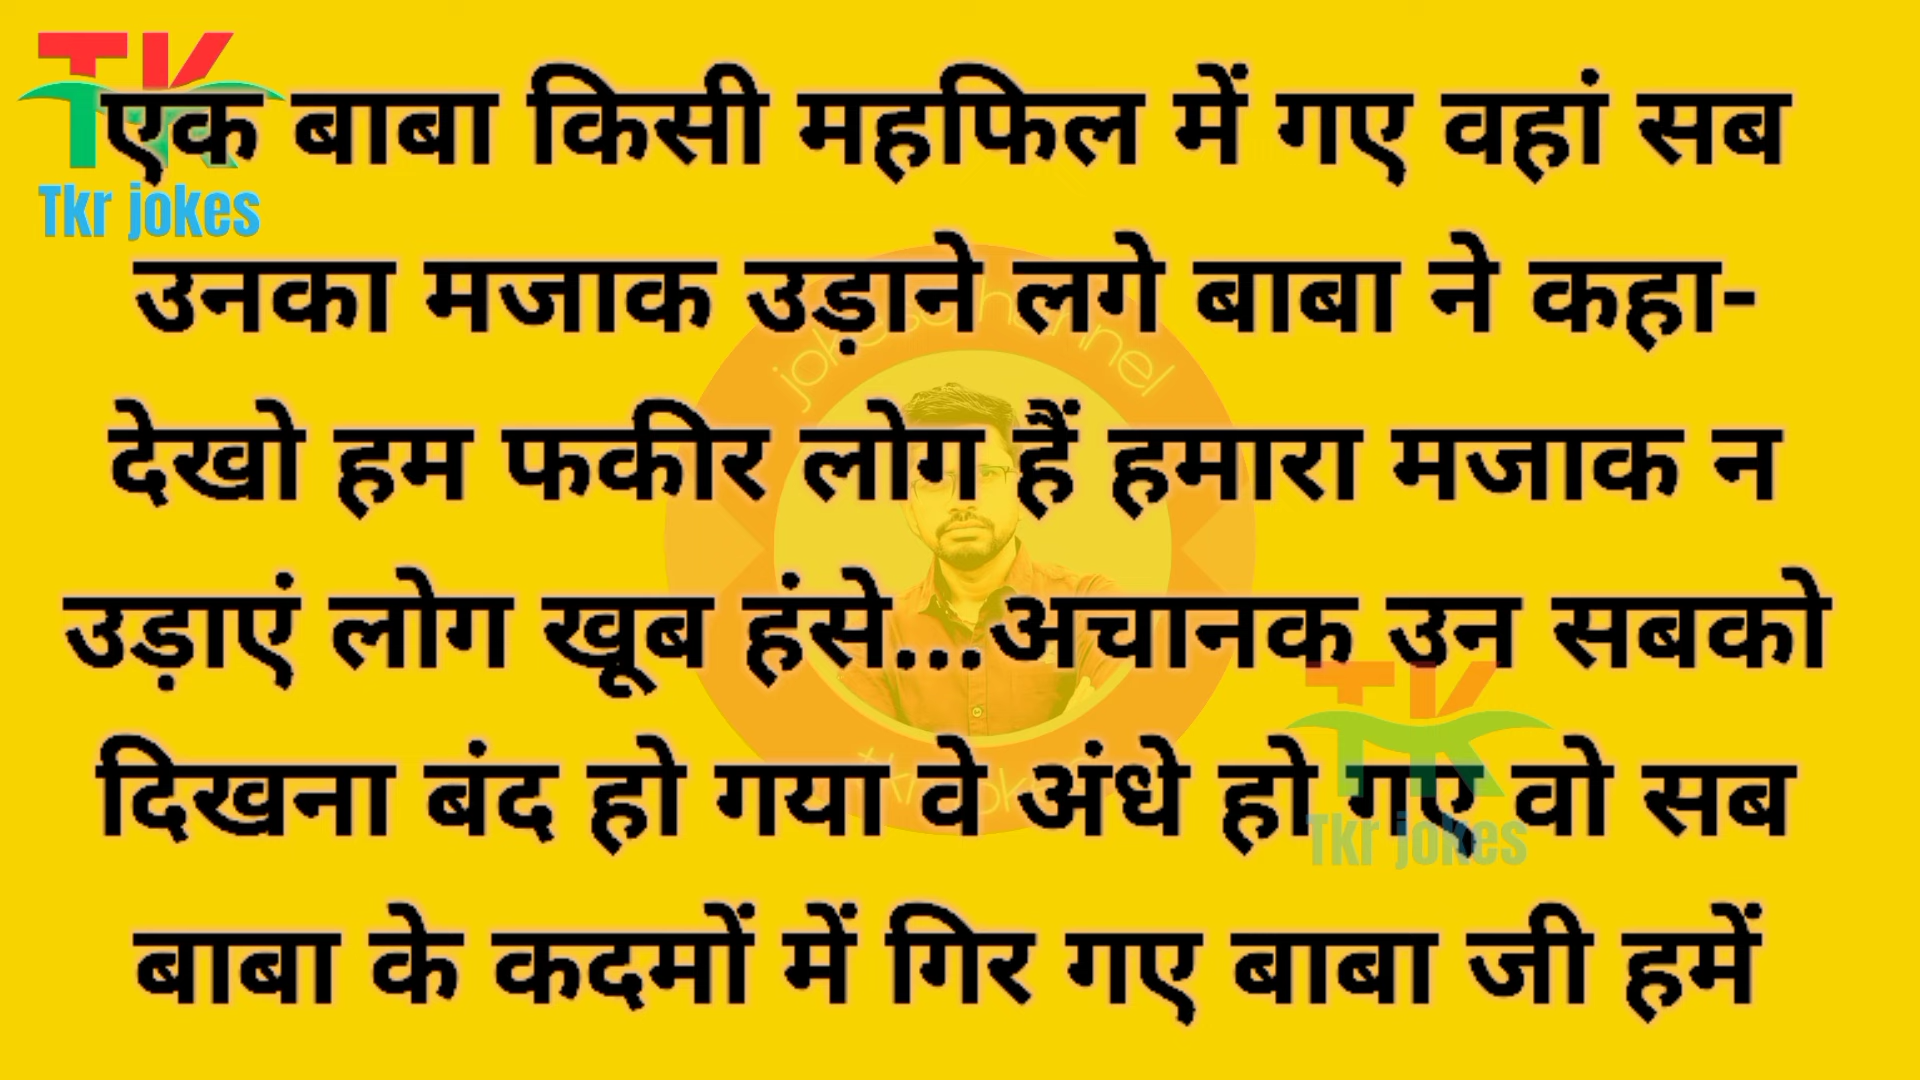 TK
Tkr jokes
एक बाबा किसी महफिल में गए वहां सब
उनका मजाक उड़ाने लगे बाबा ने कहा-
देखो हम फकीर लोग हैं हमारा मजाक न
उड़ाएं लोग खूब हंसे...अचानक उन सबको
दिखना बंद हो गया वे अंधे हो गए वो सब
बाबा के कदमों में गिर गए बाबा जी हमें
TK
Tkr jokes